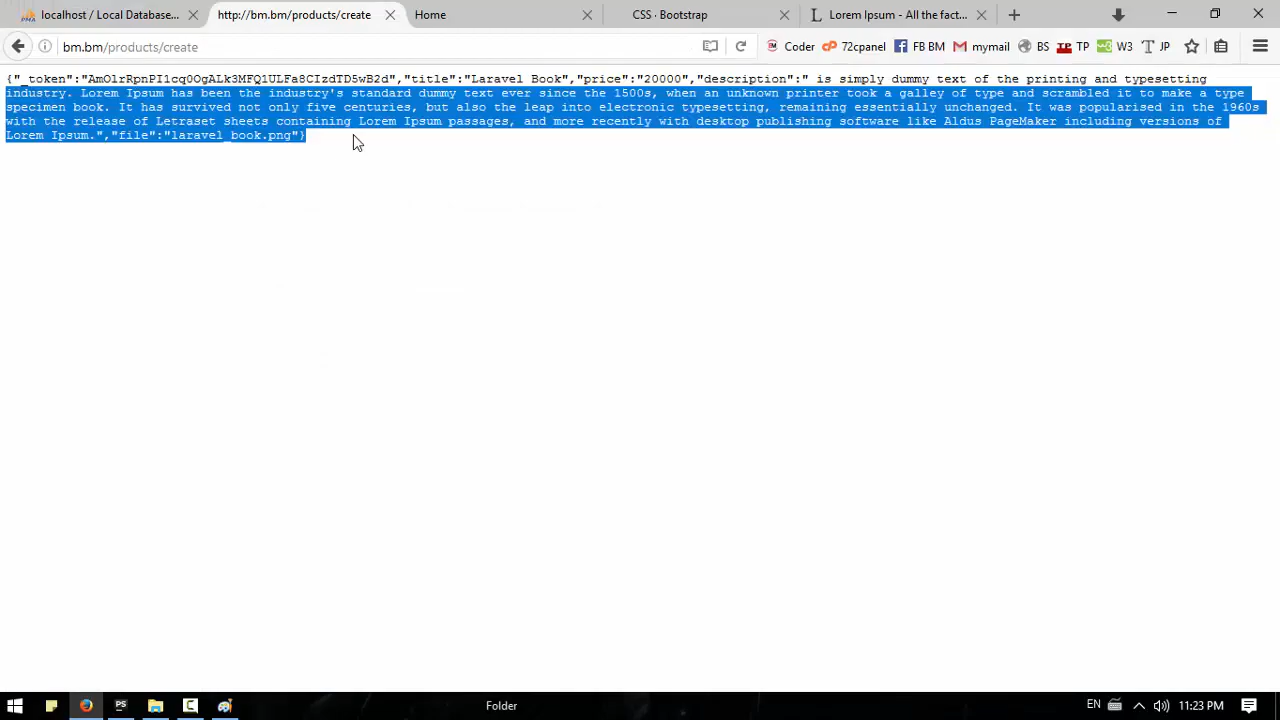 localhost / Local Database...
http://bm.bm/products/create
Home
CSS · Bootstrap
Lorem Ipsum - All the fact...
bm.bm/products/create
Coder
72cpanel
FB BM
mymail
BS
TP
W3
JP
{"_token":"AmOlrRpnPI1cq0OgALk3MFQ1ULFa8CIzdTD5wB2d","title":"Laravel Book","price":"20000","description":" is simply dummy text of the printing and typesetting
industry. Lorem Ipsum has been the industry's standard dummy text ever since the 1500s, when an unknown printer took a galley of type and scrambled it to make a type
specimen book. It has survived not only five centuries, but also the leap into electronic typesetting, remaining essentially unchanged. It was popularised in the 1960s
with the release of Letraset sheets containing Lorem Ipsum passages, and more recently with desktop publishing software like Aldus PageMaker including versions of
Lorem Ipsum.","file":"laravel_book.png"}
Folder
EN
11:23 PM